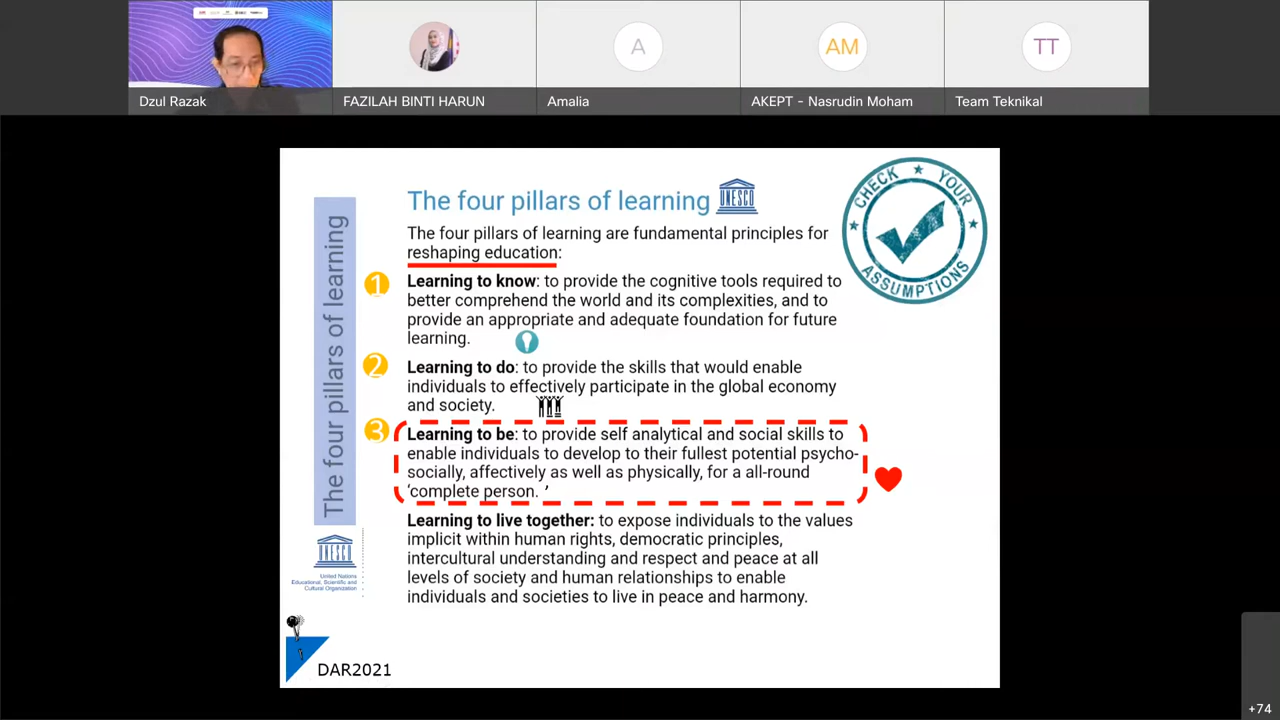 Dzul Razak
FAZILAH BINTI HARUN
A
Amalia
AM
AKEPT - Nasrudin Moham
TT
Team Teknikal
The four pillars of learning
UNESCO
The four pillars of learning
CHECK YOUR
ASSUMPTIONS
The four pillars of learning are fundamental principles for
reshaping education:
1
Learning to know: to provide the cognitive tools required to
better comprehend the world and its complexities, and to
provide an appropriate and adequate foundation for future
learning.
2
Learning to do: to provide the skills that would enable
individuals to effectively participate in the global economy
and society.
3
Learning to be: to provide self analytical and social skills to
enable individuals to develop to their fullest potential psycho-
socially, affectively as well as physically, for a all-round
‘complete person. ’
Learning to live together: to expose individuals to the values
implicit within human rights, democratic principles,
intercultural understanding and respect and peace at all
levels of society and human relationships to enable
individuals and societies to live in peace and harmony.
UNESCO
United Nations
Educational, Scientific and
Cultural Organization
DAR2021
+74